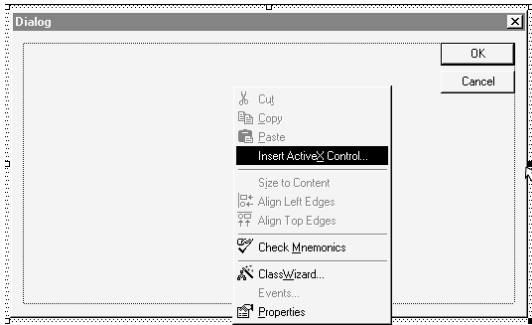 Dialog
OK
Cancel
Cut
Copy
Paste
Insert ActiveX Control...
Size to Content
Align Left Edges
Align Top Edges
Check Mnemonics
ClassWizard...
Events...
Properties